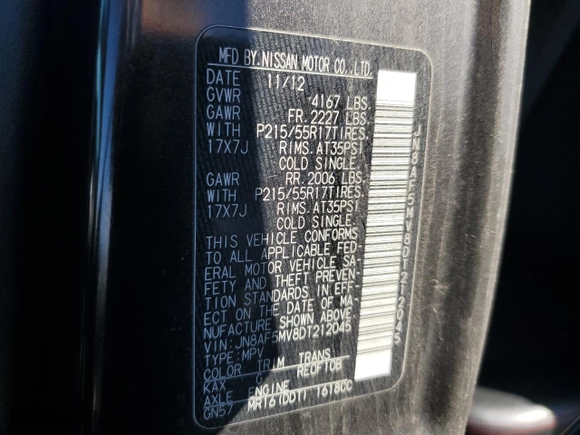 MFD BY.NISSAN MOTOR CO.,LTD.
DATE 11/12
GVWR 4167 LBS.
GAWR FR. 2227 LBS.
WITH P215/55R17TIRES.
17X7J RIMS. AT35PSI
COLD SINGLE.
GAWR RR. 2006 LBS.
WITH P215/55R17TIRES.
17X7J RIMS. AT35PSI
COLD SINGLE.
THIS VEHICLE CONFORMS
TO ALL APPLICABLE FED-
ERAL MOTOR VEHICLE SA-
FETY AND THEFT PREVEN-
TION STANDARDS IN EFF-
ECT ON THE DATE OF MA-
NUFACTURE SHOWN ABOVE.
VIN: JN8AF5MV8DT212045
TYPE: MPV
COLOR TRIM TRANS
KAX G RE0F10B
AXLE ENGINE
GN57 MR16(DDT) 1618CC
JN8AF5MV8DT212045